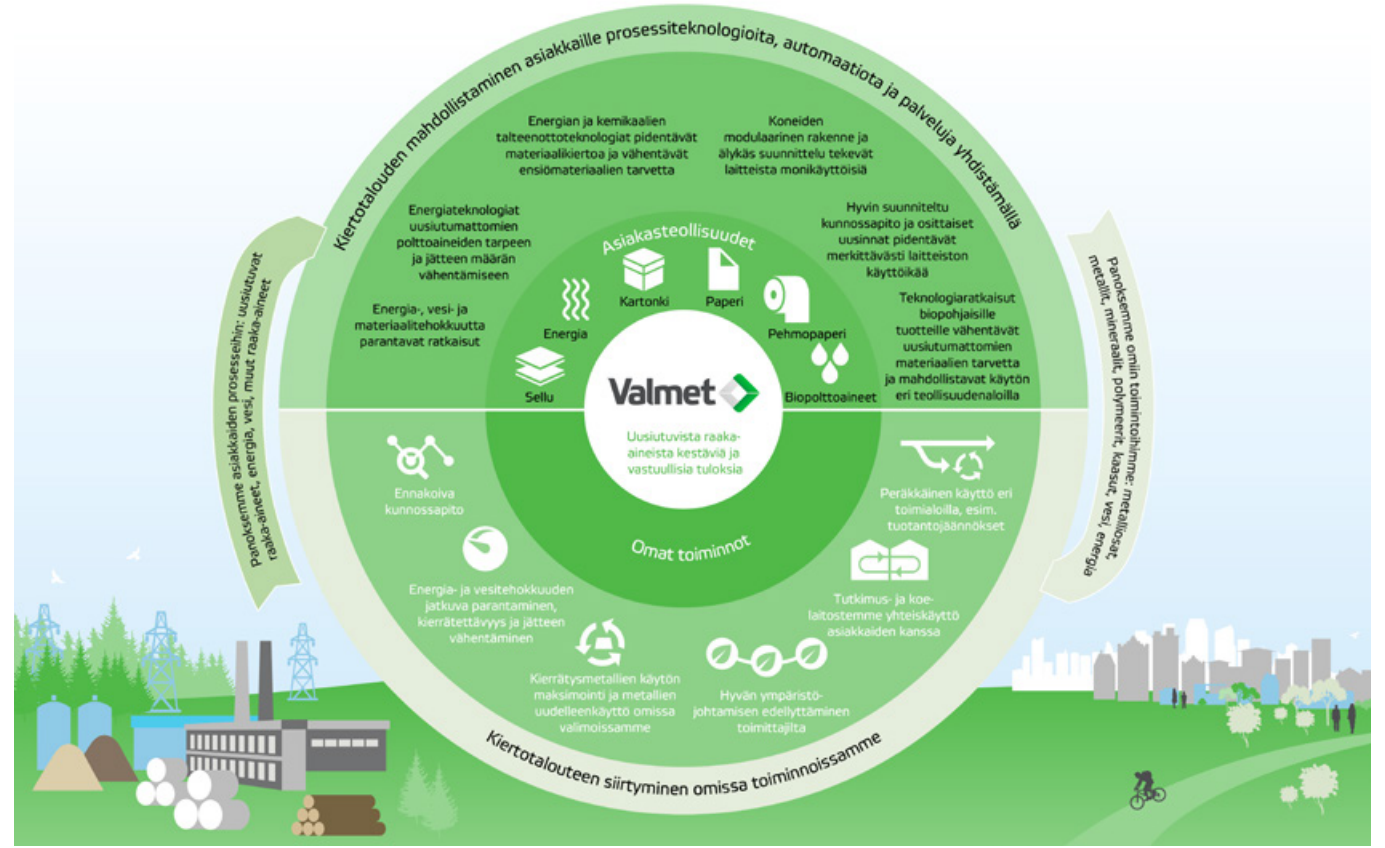 Kiertotalouden mahdollistaminen asiakkaille prosessiteknologioita, automaatiota ja palveluja yhdistämällä
Energian ja kemikaalien
talteenottoteknologiat pidentävät
materiaalikiertoa ja vähentävät
ensiömateriaalien tarvetta
Koneiden
modulaarinen rakenne ja
älykäs suunnittelu tekevät
laitteista monikäyttöisiä
Energiateknologiat
uusiutumattomien
polttoaineiden tarpeen
ja jätteen määrän
vähentämiseen
Hyvin suunniteltu
kunnossapito ja osittaiset
uusinnat pidentävät
merkittävästi laitteiston
käyttöikää
Energia-, vesi- ja
materiaalitehokkuutta
parantavat ratkaisut
Teknologiaratkaisut
biopohjaisille
tuotteille vähentävät
uusiutumattomien
materiaalien tarvetta
ja mahdollistavat käytön
eri teollisuudenaloilla
Asiakasteollisuudet
Sellu
Energia
Kartonki
Paperi
Pehmopaperi
Biopolttoaineet
Valmet
Uusiutuvista raaka-
aineista kestäviä ja
vastuullisia tuloksia
Omat toiminnot
Ennakoiva
kunnossapito
Energia- ja vesitehokkuuden
jatkuva parantaminen,
kierrätettävyys ja jätteen
vähentäminen
Kierrätysmetallien käytön
maksimointi ja metallien
uudelleenkäyttö omissa
valimoissamme
Hyvän ympäristö-
johtamisen edellyttäminen
toimittajilta
Tutkimus- ja koe-
laitostemme yhteiskäyttö
asiakkaiden kanssa
Peräkkäinen käyttö eri
toimialoilla, esim.
tuotantojäännökset
Kiertotalouteen siirtyminen omissa toiminnoissamme
Panoksemme asiakkaiden prosesseihin: uusiutuvat
raaka-aineet, energia, vesi, muut raaka-aineet
Panoksemme omiin toimintoihimme: metalliosat,
metallit, mineraalit, polymeerit, kaasut, vesi, energia